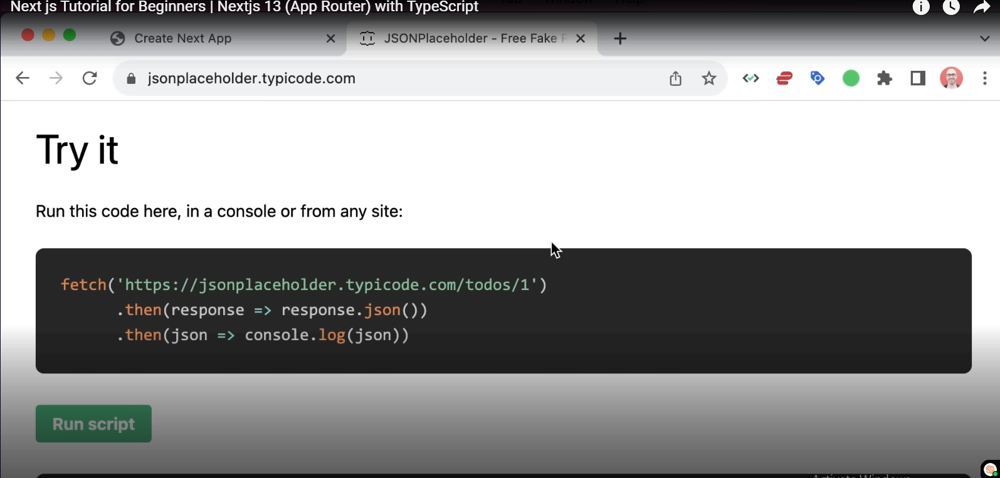 Next js Tutorial for Beginners | Nextjs 13 (App Router) with TypeScript
Create Next App
JSONPlaceholder - Free Fake
jsonplaceholder.typicode.com
Try it
Run this code here, in a console or from any site:
fetch('https://jsonplaceholder.typicode.com/todos/1')
.then(response => response.json())
.then(json => console.log(json))
Run script